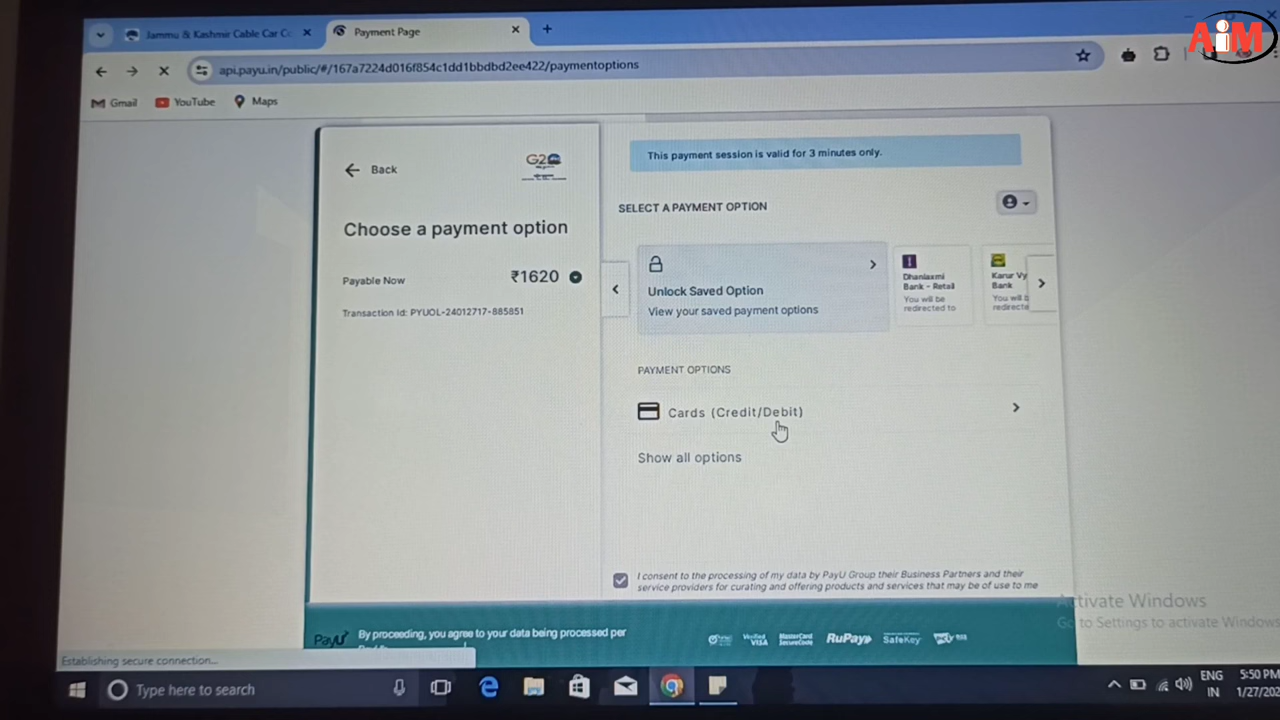 Jammu & Kashmir Cable Car Co
Payment Page
AiM
api.payu.in/public/#/167a7224d016f854c1dd1bbdbd2ee422/paymentoptions
Gmail
YouTube
Maps
Back
G20
Choose a payment option
Payable Now
₹1620
Transaction Id: PYUOL-24012717-885851
This payment session is valid for 3 minutes only.
SELECT A PAYMENT OPTION
Unlock Saved Option
View your saved payment options
Dhanlaxmi
Bank - Retail
You will be
redirected to
Karur Vy
Bank
You will b
redirecte
PAYMENT OPTIONS
Cards (Credit/Debit)
Show all options
I consent to the processing of my data by PayU Group their Business Partners and their
service providers for curating and offering products and services that may be of use to me
Activate Windows
Go to Settings to activate Windows
PayU
By proceeding, you agree to your data being processed per
Verified
VISA
MasterCard
SecureCode
RuPay
SafeKey
pci
Establishing secure connection...
Type here to search
ENG
IN
5:50 PM
1/27/202